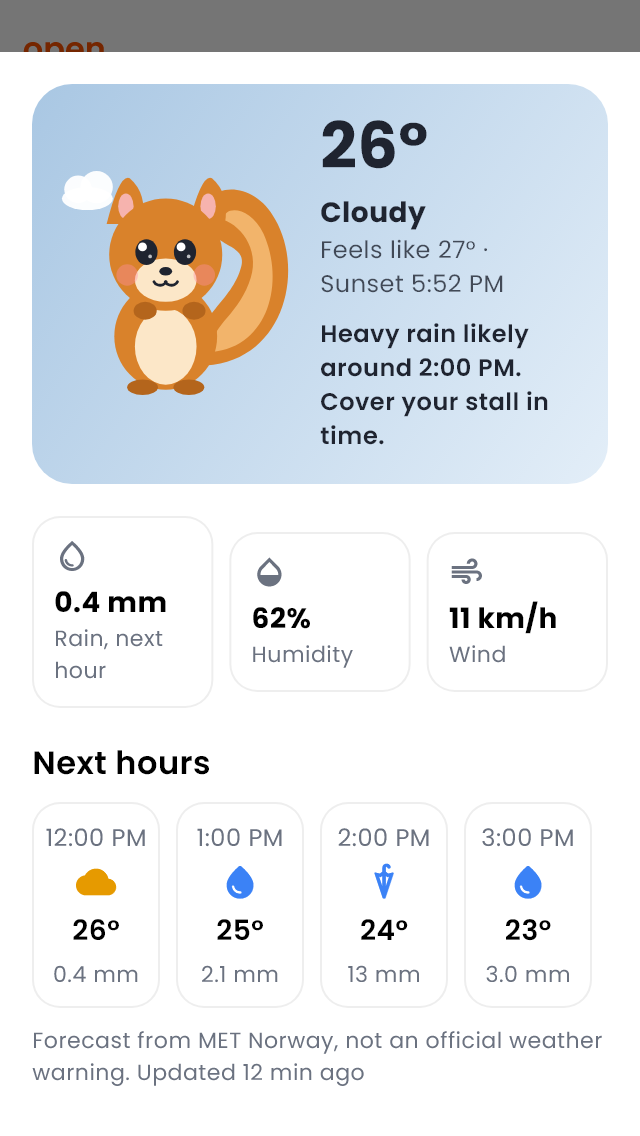 open
26°
Cloudy
Feels like 27° ·
Sunset 5:52 PM
Heavy rain likely
around 2:00 PM.
Cover your stall in
time.
0.4 mm
Rain, next
hour
62%
Humidity
11 km/h
Wind
Next hours
12:00 PM
26°
0.4 mm
1:00 PM
25°
2.1 mm
2:00 PM
24°
13 mm
3:00 PM
23°
3.0 mm
Forecast from MET Norway, not an official weather
warning. Updated 12 min ago